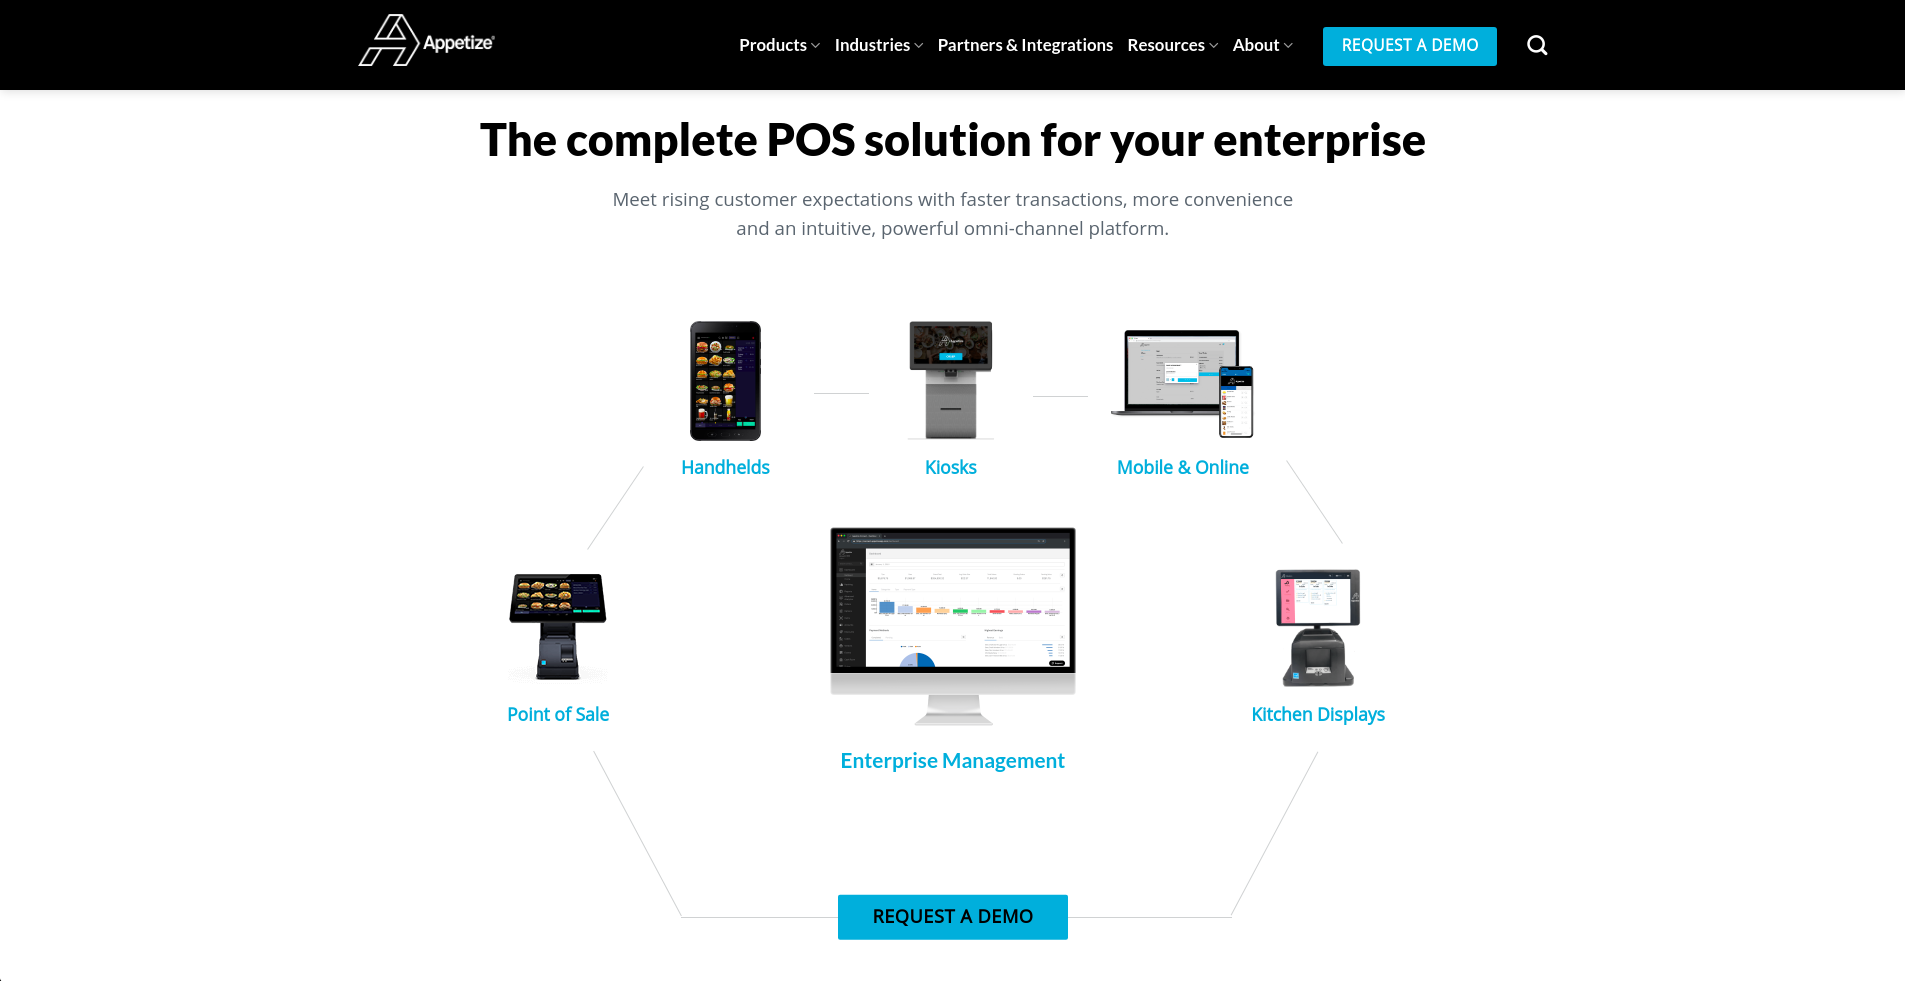 Appetize
Products
Industries
Partners & Integrations
Resources
About
REQUEST A DEMO
The complete POS solution for your enterprise
Meet rising customer expectations with faster transactions, more convenience
and an intuitive, powerful omni-channel platform.
Handhelds
Kiosks
Mobile & Online
Point of Sale
Enterprise Management
Kitchen Displays
REQUEST A DEMO